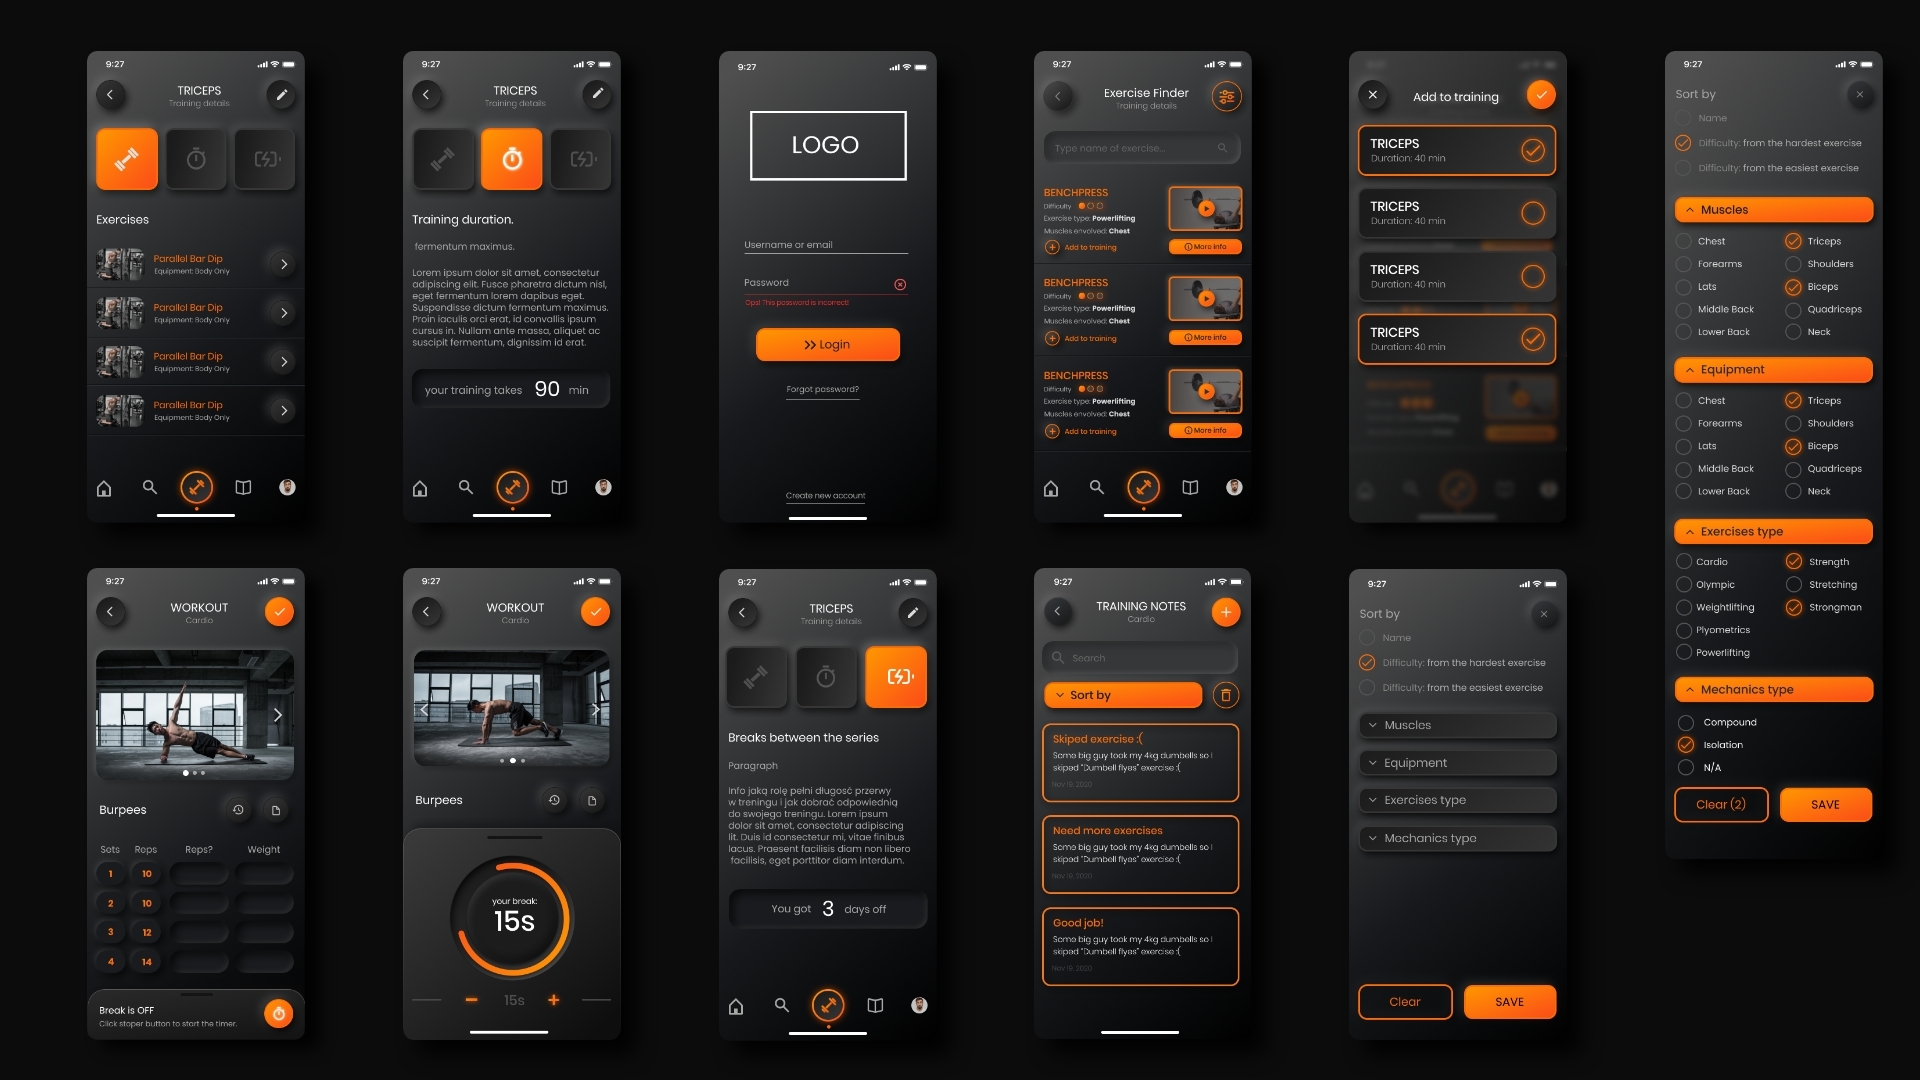 9:27
TRICEPS
Training details
Exercises
Parallel Bar Dip
Equipment: Body Only
Parallel Bar Dip
Equipment: Body Only
Parallel Bar Dip
Equipment: Body Only
Parallel Bar Dip
Equipment: Body Only
9:27
TRICEPS
Training details
Training duration.
fermentum maximus.
Lorem ipsum dolor sit amet, consectetur
adipiscing elit. Fusce pharetra dictum nisl,
eget fermentum lorem dapibus eget.
Suspendisse dictum fermentum maximus.
Proin iaculis orci erat, id convallis ipsum
cursus in. Nullam ante massa, aliquet ac
suscipit fermentum, dignissim id erat.
your training takes 90 min
9:27
LOGO
Username or email
Password
Ops! This password is incorrect!
Login
Forgot password?
Create new account
9:27
Exercise Finder
Training details
Type name of exercise...
BENCHPRESS
Difficulty
Exercise type: Powerlifting
Muscles envolved: Chest
Add to training
More info
BENCHPRESS
Difficulty
Exercise type: Powerlifting
Muscles envolved: Chest
Add to training
More info
BENCHPRESS
Difficulty
Exercise type: Powerlifting
Muscles envolved: Chest
Add to training
More info
Add to training
TRICEPS
Duration: 40 min
TRICEPS
Duration: 40 min
TRICEPS
Duration: 40 min
TRICEPS
Duration: 40 min
9:27
Sort by
Name
Difficulty: from the hardest exercise
Difficulty: from the easiest exercise
Muscles
Chest Triceps
Forearms Shoulders
Lats Biceps
Middle Back Quadriceps
Lower Back Neck
Equipment
Chest Triceps
Forearms Shoulders
Lats Biceps
Middle Back Quadriceps
Lower Back Neck
Exercises type
Cardio Strength
Olympic Stretching
Weightlifting Strongman
Plyometrics
Powerlifting
Mechanics type
Compound
Isolation
N/A
Clear (2) SAVE
9:27
WORKOUT
Cardio
Burpees
Sets Reps Reps? Weight
1 10
2 10
3 12
4 14
Break is OFF
Click stoper button to start the timer.
9:27
WORKOUT
Cardio
Burpees
your break:
15s
15s
9:27
TRICEPS
Training details
Breaks between the series
Paragraph
Info jaką rolę pełni długość przerwy
w treningu i jak dobrać odpowiednią
do swojego treningu. Lorem ipsum
dolor sit amet, consectetur adipiscing
lit. Duis id consectetur mi, vitae finibus
lacus. Praesent facilisis diam non libero
facilisis, eget porttitor diam interdum.
You got 3 days off
9:27
TRAINING NOTES
Cardio
Search
Sort by
Skiped exercise :(
Some big guy took my 4kg dumbells so I
skiped "Dumbell flyes" exercise :(
Nov 19, 2020
Need more exercises
Some big guy took my 4kg dumbells so I
skiped "Dumbell flyes" exercise :(
Nov 19, 2020
Good job!
Some big guy took my 4kg dumbells so I
skiped "Dumbell flyes" exercise :(
Nov 19, 2020
9:27
Sort by
Name
Difficulty: from the hardest exercise
Difficulty: from the easiest exercise
Muscles
Equipment
Exercises type
Mechanics type
Clear SAVE